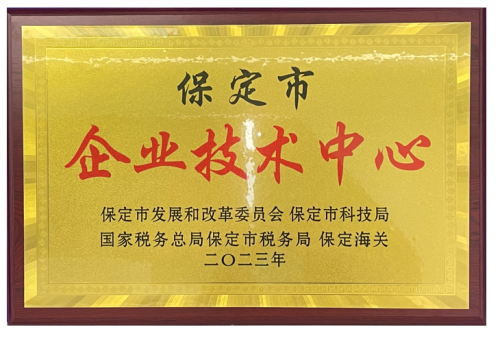 保定市
企业技术中心
保定市发展和改革委员会 保定市科技局
国家税务总局保定市税务局 保定海关
二〇二三年